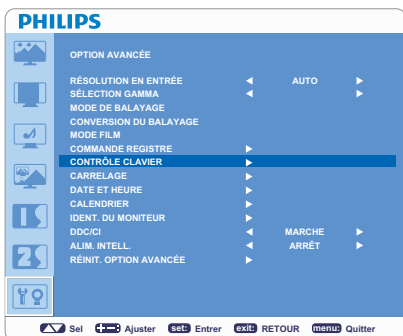 PHILIPS
OPTION AVANCÉE
RÉSOLUTION EN ENTRÉE AUTO
SÉLECTION GAMMA
MODE DE BALAYAGE
CONVERSION DU BALAYAGE
MODE FILM
COMMANDE REGISTRE
CONTRÔLE CLAVIER
CARRELAGE
DATE ET HEURE
CALENDRIER
IDENT. DU MONITEUR
DDC/CI MARCHE
ALIM. INTELL. ARRÊT
RÉINIT. OPTION AVANCÉE
1
2
Sel Ajuster set: Entrer exit: RETOUR menu: Quitter